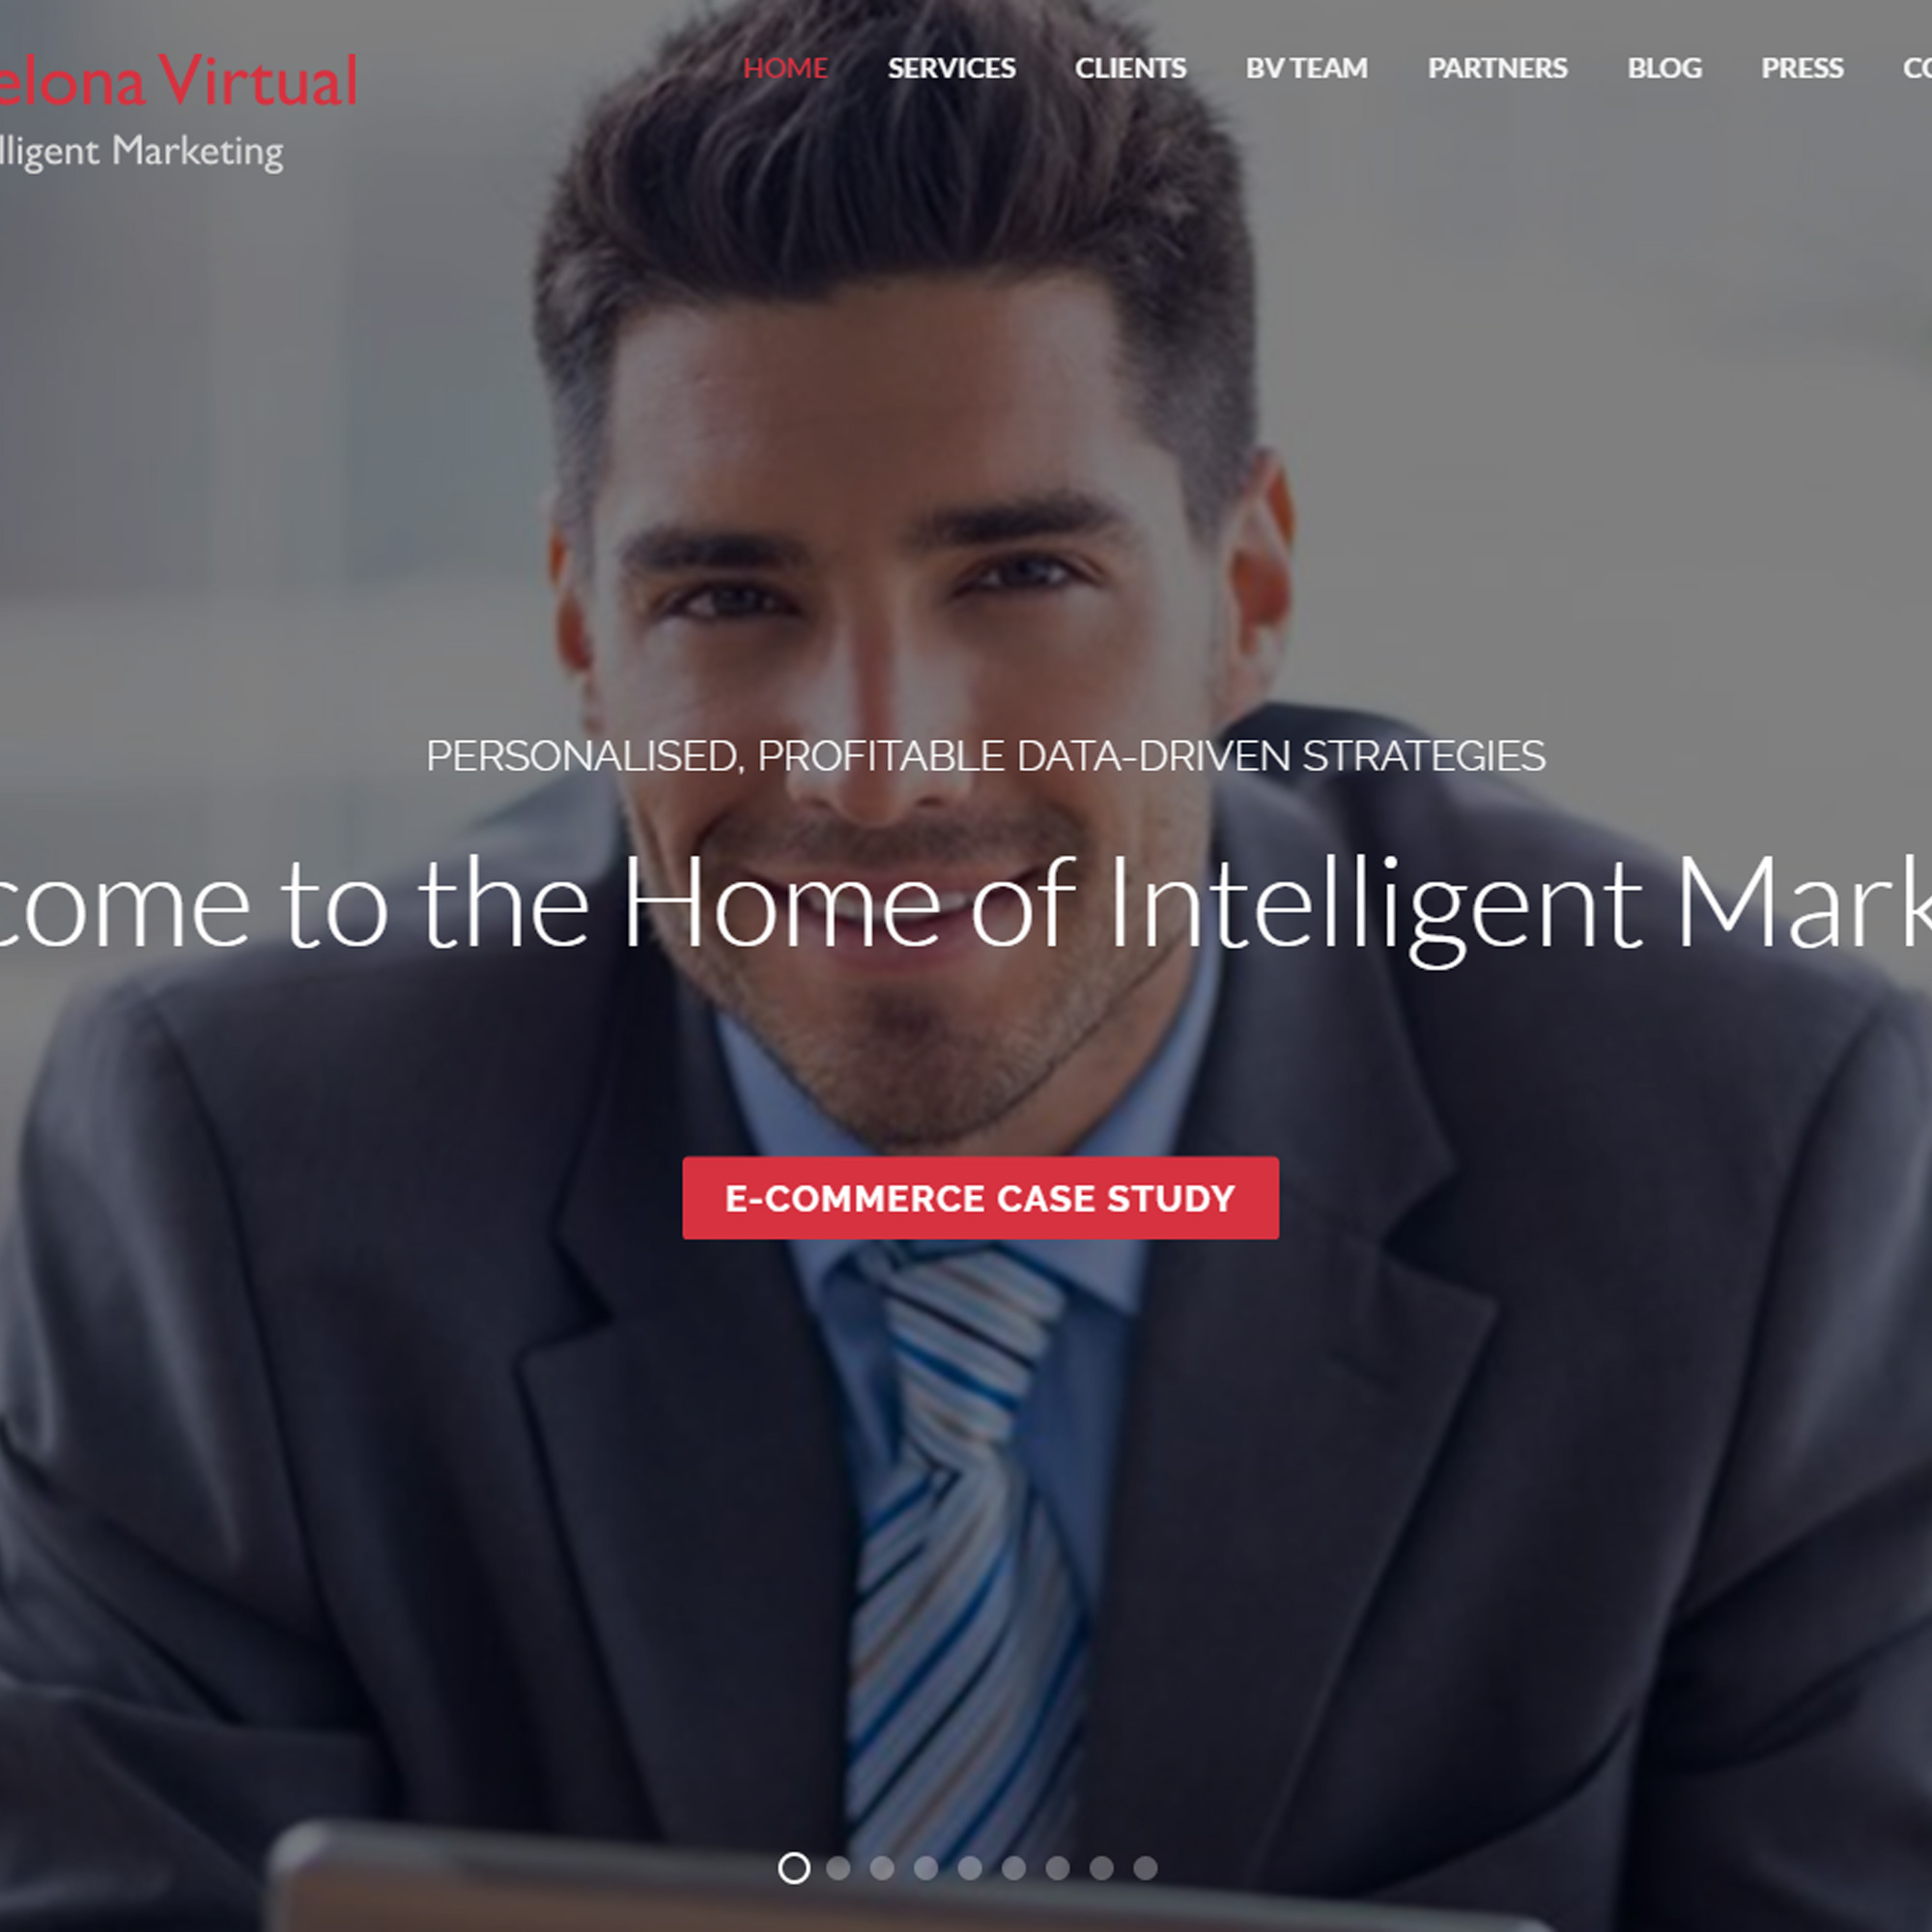 elona Virtual
lligent Marketing
HOME SERVICES CLIENTS BV TEAM PARTNERS BLOG PRESS CO
PERSONALISED, PROFITABLE DATA-DRIVEN STRATEGIES
come to the Home of Intelligent Mark
E-COMMERCE CASE STUDY